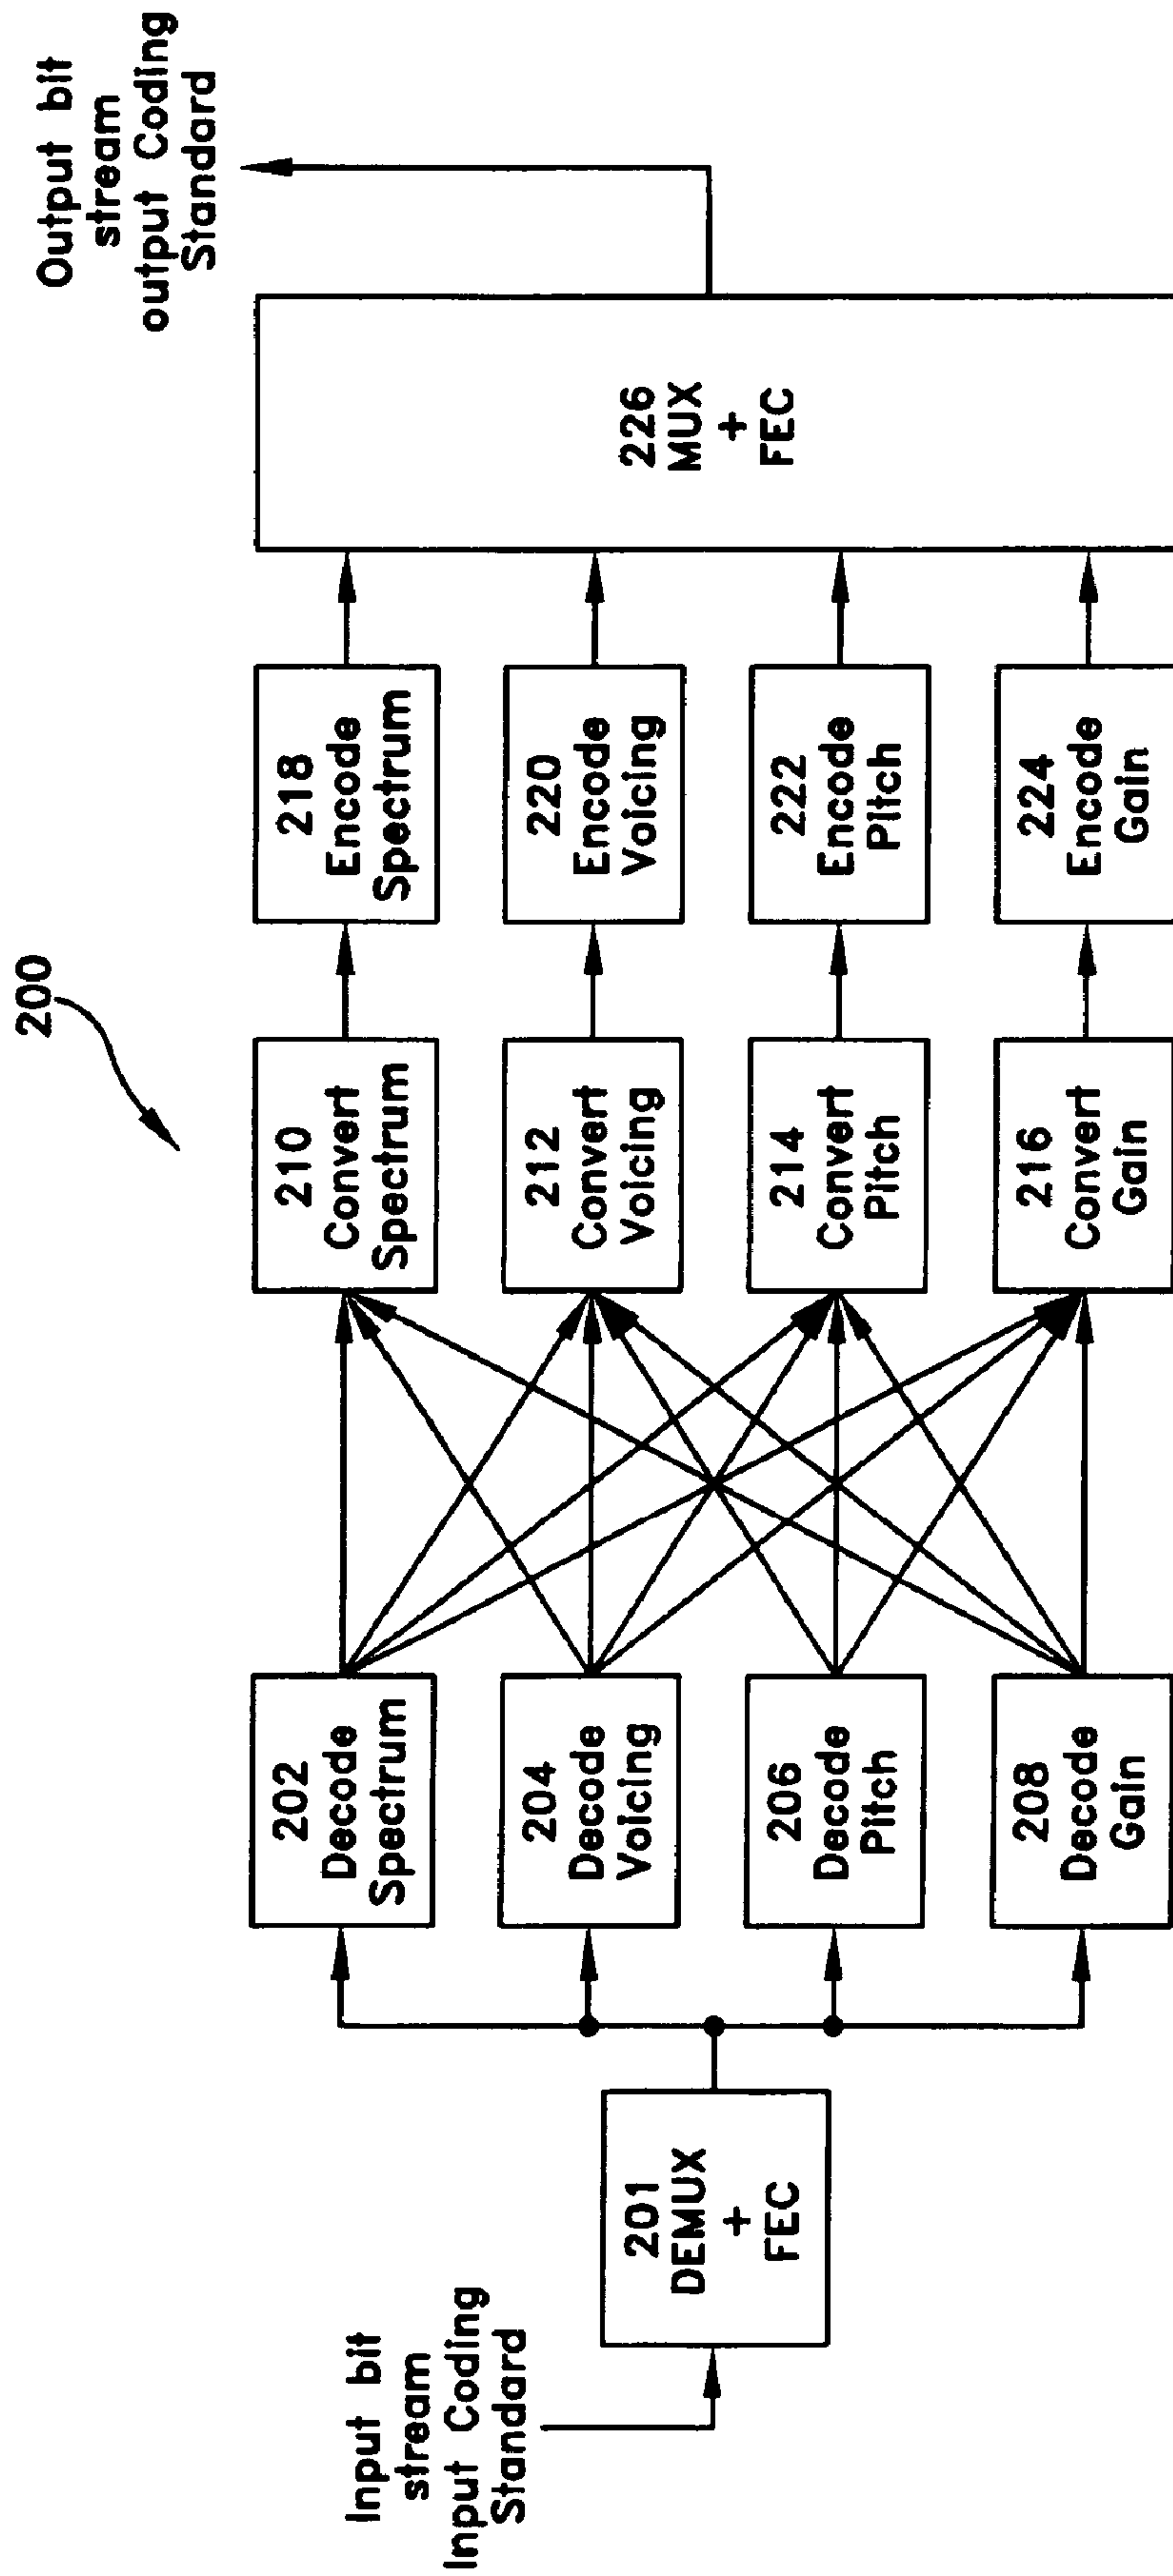 200
Input bit
stream
Input Coding
Standard
201
DEMUX
+
FEC
202
Decode
Spectrum
204
Decode
Voicing
206
Decode
Pitch
208
Decode
Gain
210
Convert
Spectrum
212
Convert
Voicing
214
Convert
Pitch
216
Convert
Gain
218
Encode
Spectrum
220
Encode
Voicing
222
Encode
Pitch
224
Encode
Gain
226
MUX
+
FEC
Output bit
stream
output Coding
Standard